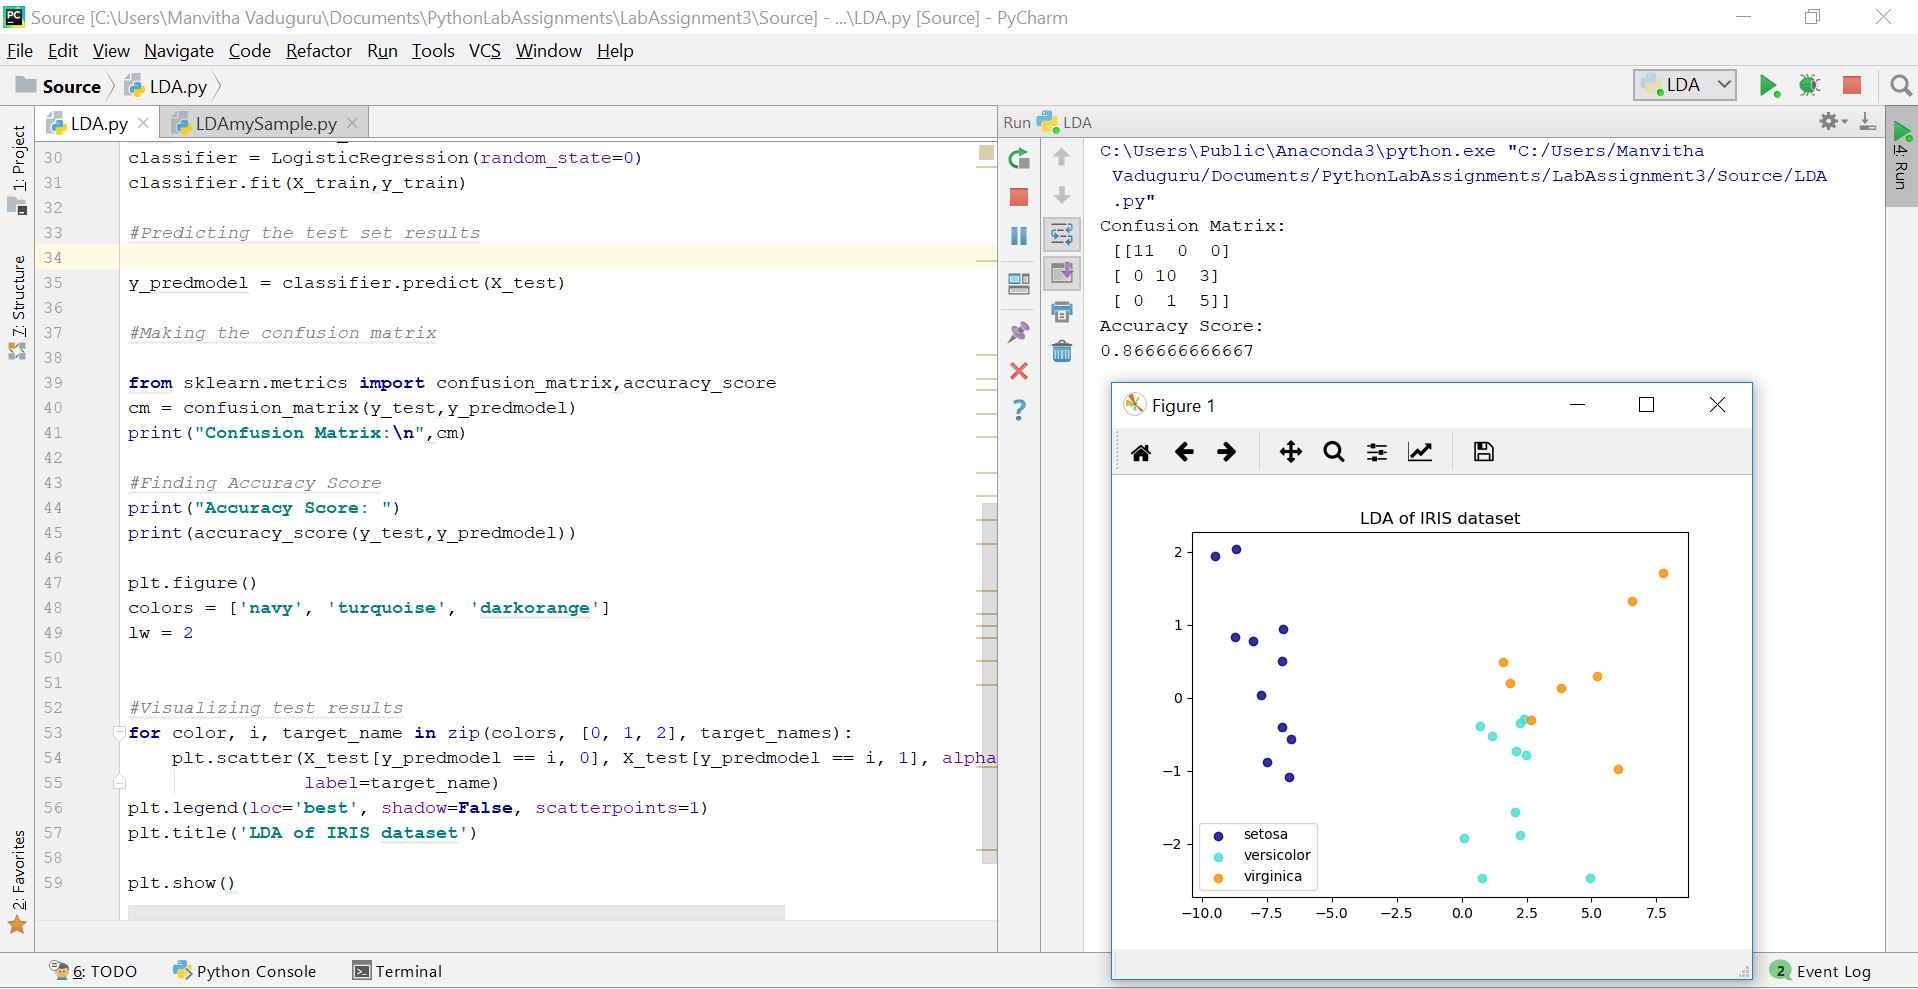 Source [C:\Users\Manvitha Vaduguru\Documents\PythonLabAssignments\LabAssignment3\Source] - ...\LDA.py [Source] - PyCharm
File Edit View Navigate Code Refactor Run Tools VCS Window Help
Source LDA.py LDA
LDA.py LDAmySample.py
1: Project
7: Structure
2: Favorites
30 classifier = LogisticRegression(random_state=0)
31 classifier.fit(X_train,y_train)
32
33 #Predicting the test set results
34
35 y_predmodel = classifier.predict(X_test)
36
37 #Making the confusion matrix
38
39 from sklearn.metrics import confusion_matrix,accuracy_score
40 cm = confusion_matrix(y_test,y_predmodel)
41 print("Confusion Matrix:\n",cm)
42
43 #Finding Accuracy Score
44 print("Accuracy Score: ")
45 print(accuracy_score(y_test,y_predmodel))
46
47 plt.figure()
48 colors = ['navy', 'turquoise', 'darkorange']
49 lw = 2
50
51
52 #Visualizing test results
53 for color, i, target_name in zip(colors, [0, 1, 2], target_names):
54 plt.scatter(X_test[y_predmodel == i, 0], X_test[y_predmodel == i, 1], alpha
55 label=target_name)
56 plt.legend(loc='best', shadow=False, scatterpoints=1)
57 plt.title('LDA of IRIS dataset')
58
59 plt.show()
Run LDA
4: Run
C:\Users\Public\Anaconda3\python.exe "C:/Users/Manvitha
Vaduguru/Documents/PythonLabAssignments/LabAssignment3/Source/LDA
.py"
Confusion Matrix:
[[11 0 0]
[ 0 10 3]
[ 0 1 5]]
Accuracy Score:
0.866666666667
Figure 1
LDA of IRIS dataset
2
1
0
−1
−2
setosa
versicolor
virginica
−10.0 −7.5 −5.0 −2.5 0.0 2.5 5.0 7.5
6: TODO Python Console Terminal 2 Event Log